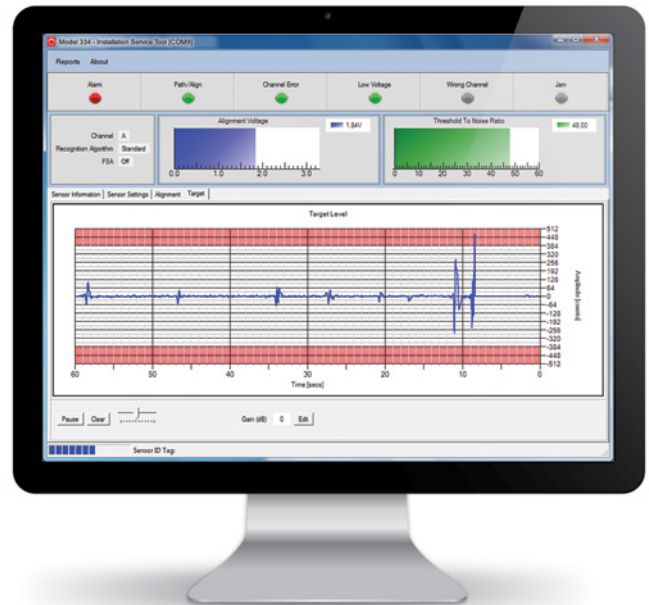 Model 334 - Installation Service Tool [COM9]
Reports About
Alarm Path/Align Channel Error Low Voltage Wrong Channel Jam
Channel A
Recognition Algorithm Standard
FSA Off
Alignment Voltage
1.84V
0.0 1.0 2.0 3.0
Threshold To Noise Ratio
48.00
0 10 20 30 40 50 60
Sensor Information Sensor Settings Alignment Target
Target Level
512
448
384
320
256
192
128
64
0
-64
-128
-192
-256
-320
-384
-448
-512
Amplitude [counts]
60 50 40 30 20 10 0
Time [secs]
Pause Clear Gain (dB) 0 Edit
Sensor ID Tag: